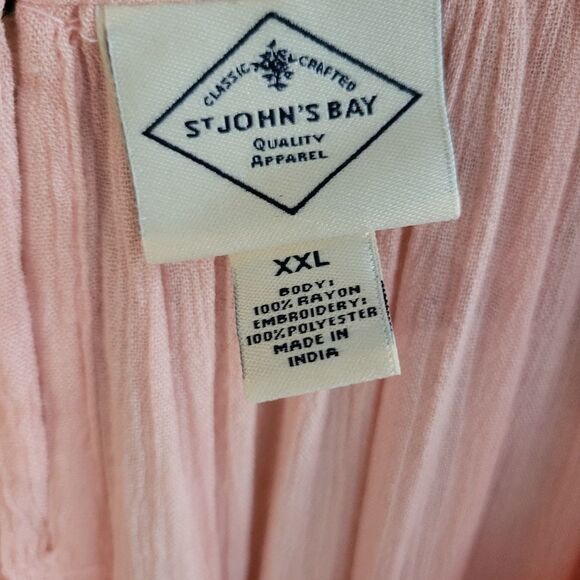 CLASSIC CRAFTED
ST JOHN'S BAY
QUALITY
APPAREL
XXL
BODY:
100% RAYON
EMBROIDERY:
100% POLYESTER
MADE IN
INDIA